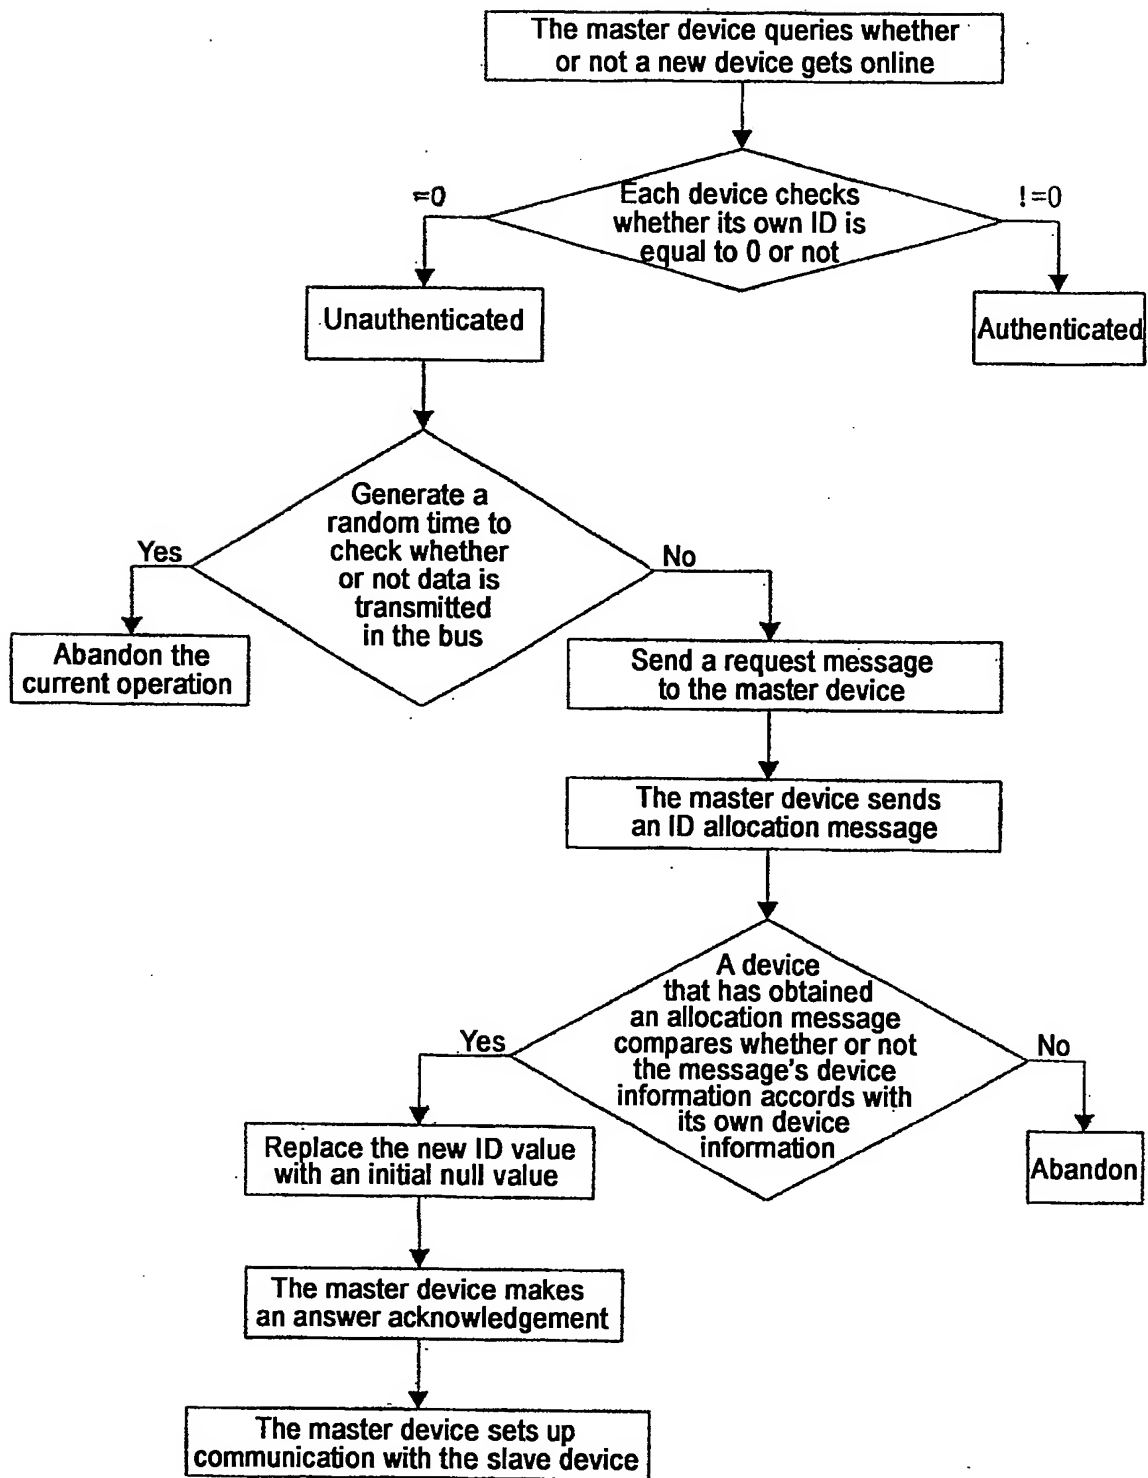 The master device queries whether
or not a new device gets online
=0
Each device checks
whether its own ID is
equal to 0 or not
!=0
Unauthenticated
Authenticated
Generate a
random time to
check whether
or not data is
transmitted
in the bus
Yes
No
Abandon the
current operation
Send a request message
to the master device
The master device sends
an ID allocation message
A device
that has obtained
an allocation message
compares whether or not
the message's device
information accords with
its own device
information
Yes
No
Replace the new ID value
with an initial null value
Abandon
The master device makes
an answer acknowledgement
The master device sets up
communication with the slave device